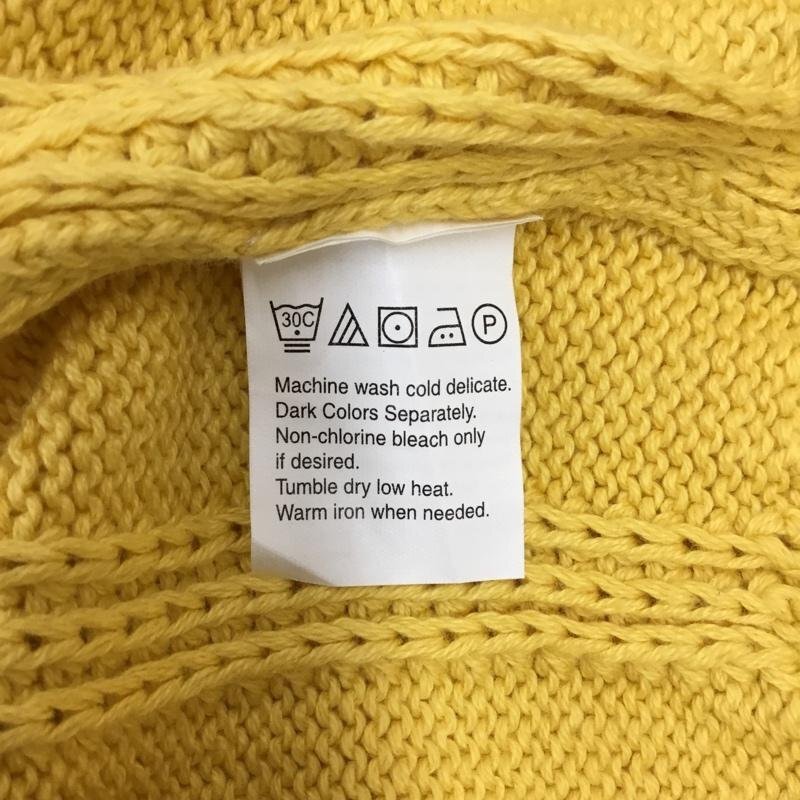 30C P
Machine wash cold delicate.
Dark Colors Separately.
Non-chlorine bleach only
if desired.
Tumble dry low heat.
Warm iron when needed.